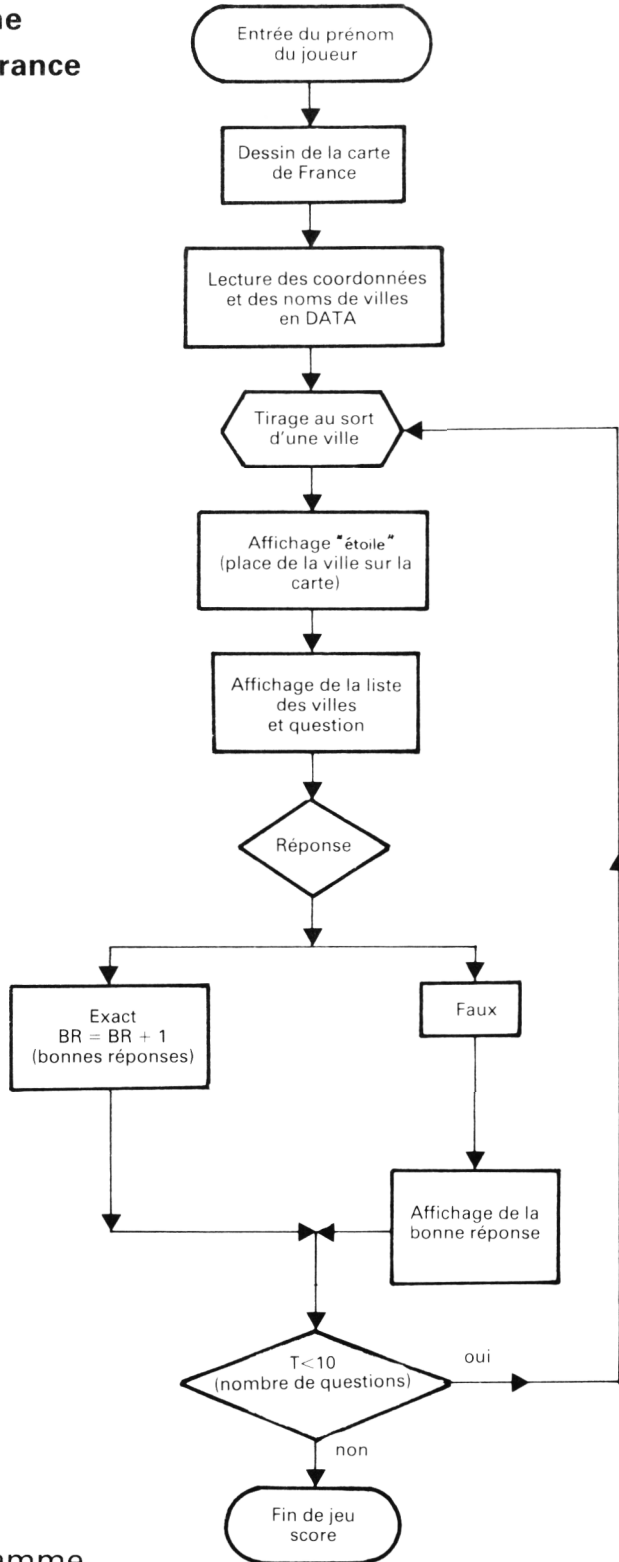 Entrée du prénom
du joueur
rance
Dessin de la carte
de France
Lecture des coordonnées
et des noms de villes
en DATA
Tirage au sort
d'une ville
Affichage "étoile"
(place de la ville sur la
carte)
Affichage de la liste
des villes
et question
Réponse
Exact
BR = BR + 1
(bonnes réponses)
Faux
Affichage de la
bonne réponse
T<10
(nombre de questions)
oui
non
Fin de jeu
score